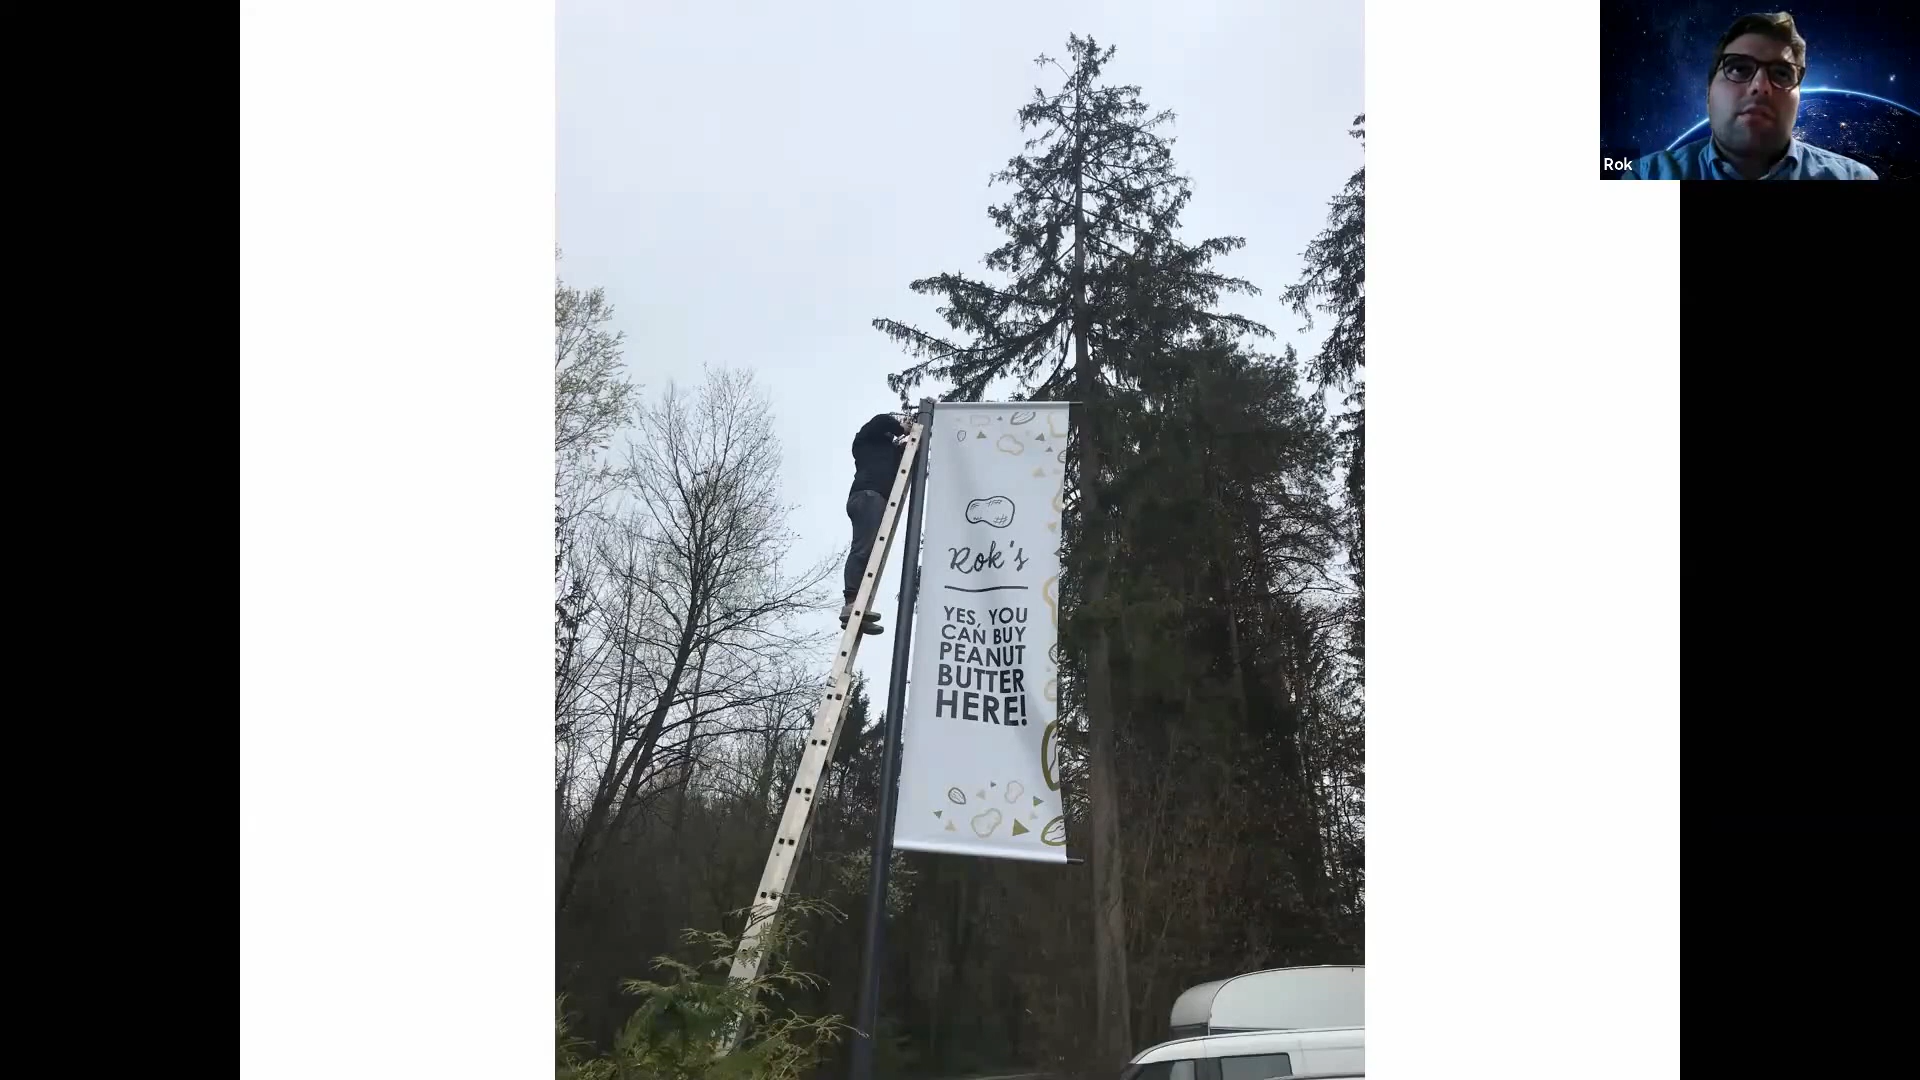 Rok
Rok's
YES, YOU
CAN BUY
PEANUT
BUTTER
HERE!